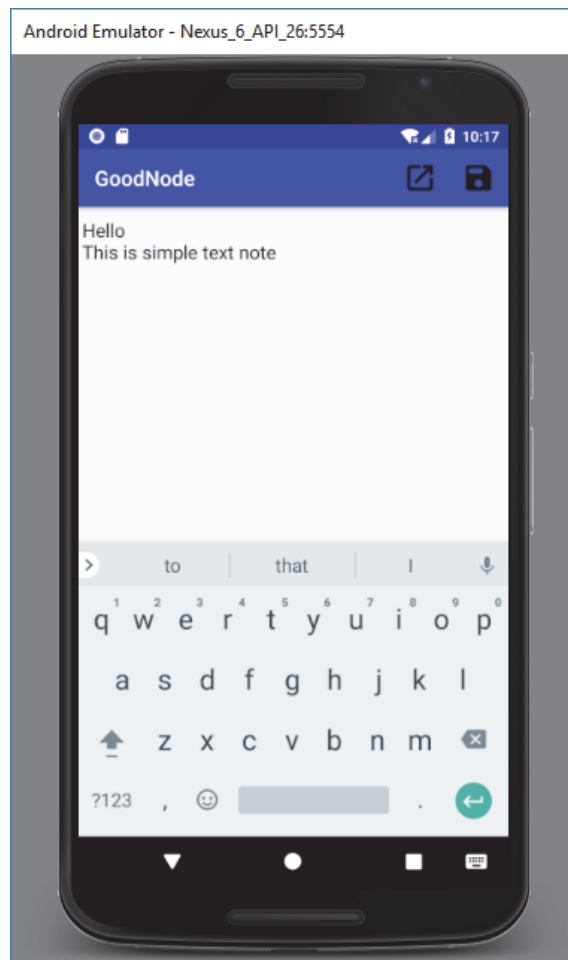 Android Emulator - Nexus_6_API_26:5554
10:17
GoodNode
Hello
This is simple text note
to that I
1 2 3 4 5 6 7 8 9 0
q w e r t y u i o p
a s d f g h j k l
z x c v b n m
?123 , .